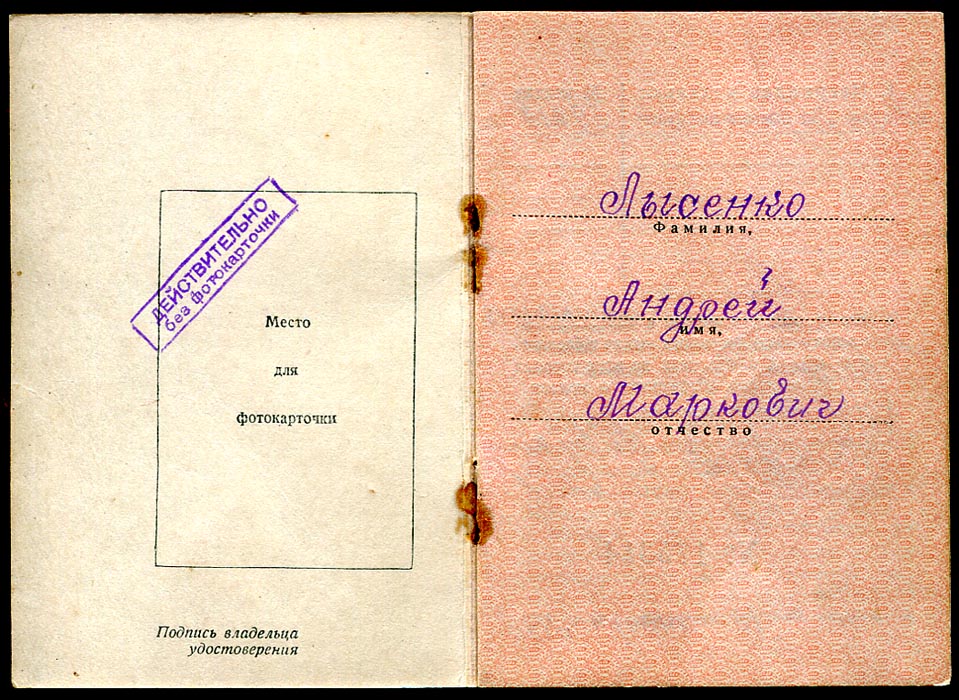 ДЕЙСТВИТЕЛЬНО
без фотокарточки
Место
для
фотокарточки
Подпись владельца
удостоверения
Лысенко
Фамилия,
Андрей
имя,
Маркович
отчество